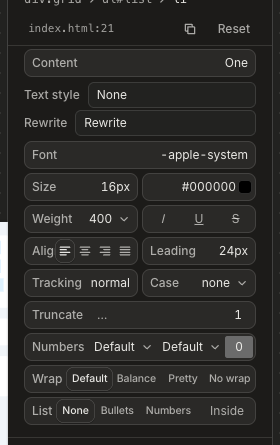 div.grid > ul#list > li
index.html:21 Reset
Content One
Text style None
Rewrite Rewrite
Font -apple-system
Size 16px #000000
Weight 400 I U S
Alig Leading 24px
Tracking normal Case none
Truncate ... 1
Numbers Default Default 0
Wrap Default Balance Pretty No wrap
List None Bullets Numbers Inside